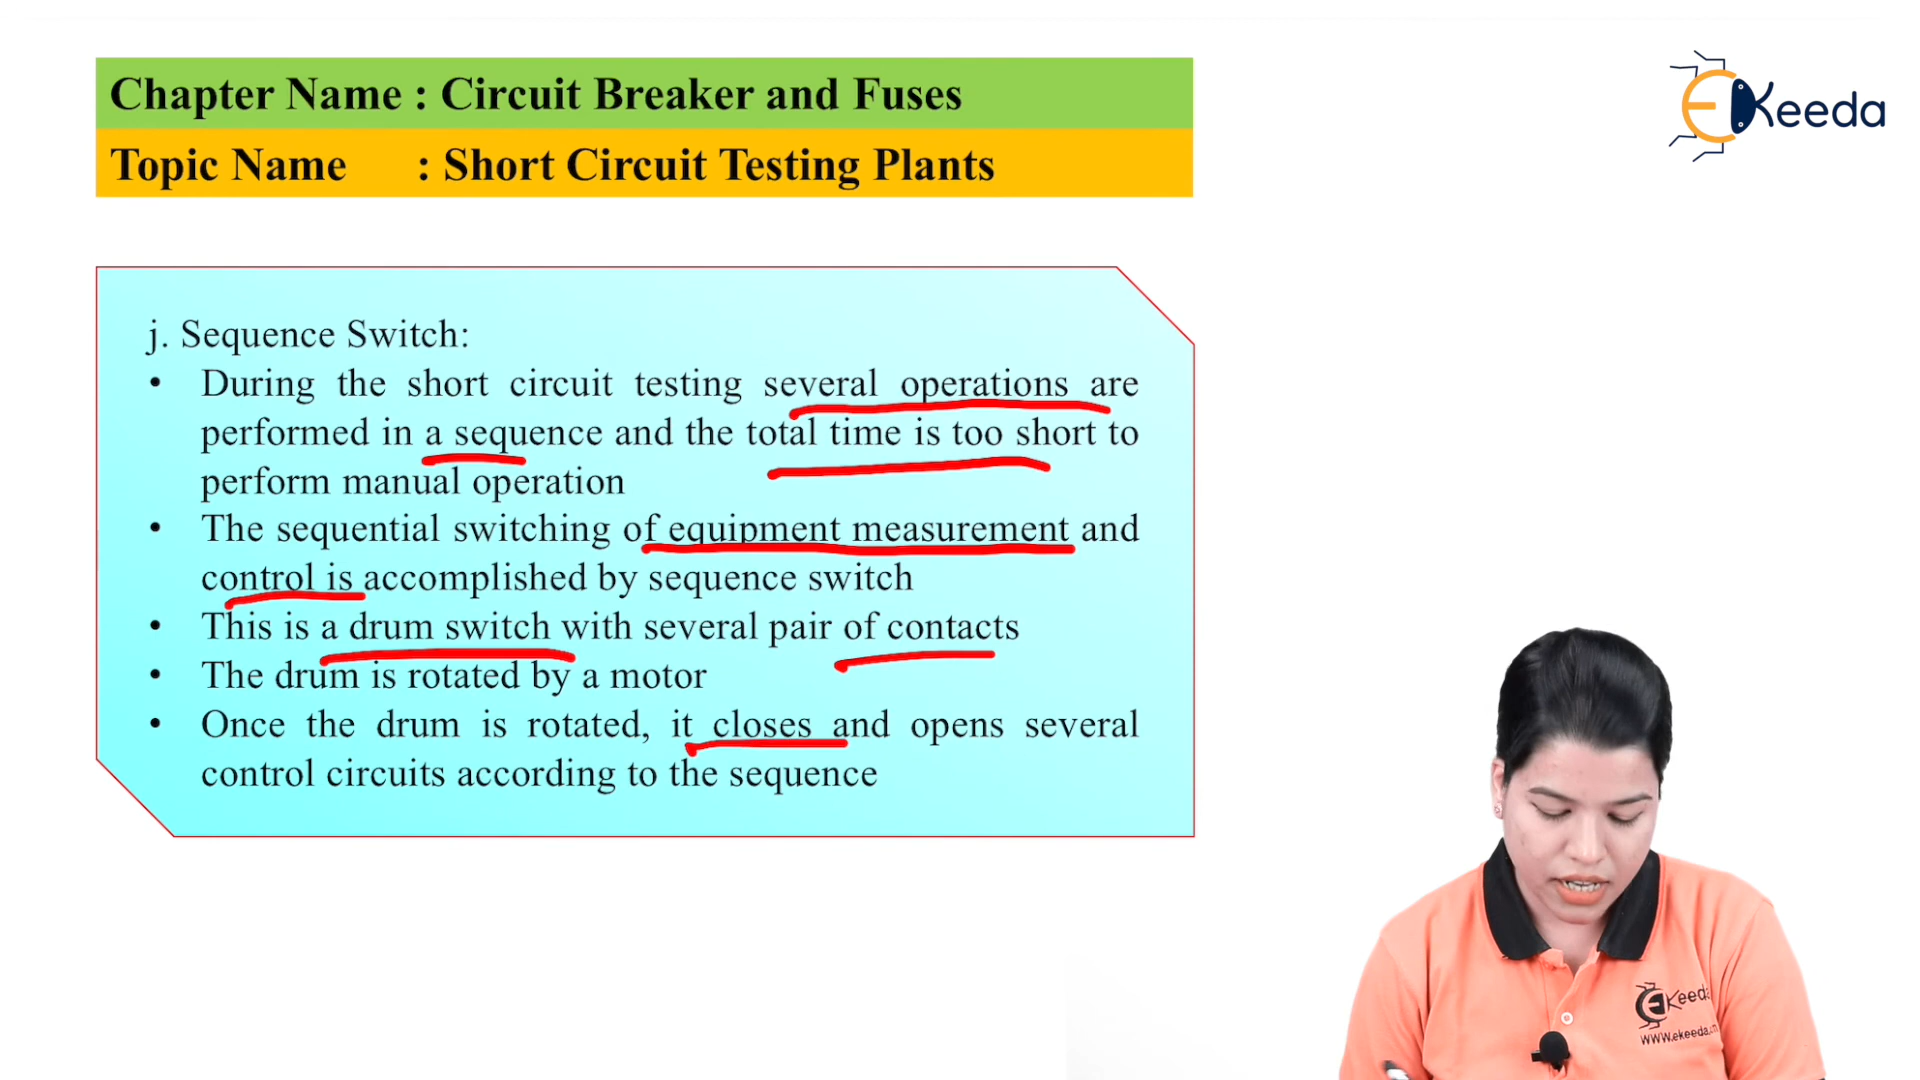 Chapter Name : Circuit Breaker and Fuses
Topic Name : Short Circuit Testing Plants
EKeeda
j. Sequence Switch:
• During the short circuit testing several operations are
performed in a sequence and the total time is too short to
perform manual operation
• The sequential switching of equipment measurement and
control is accomplished by sequence switch
• This is a drum switch with several pair of contacts
• The drum is rotated by a motor
• Once the drum is rotated, it closes and opens several
control circuits according to the sequence